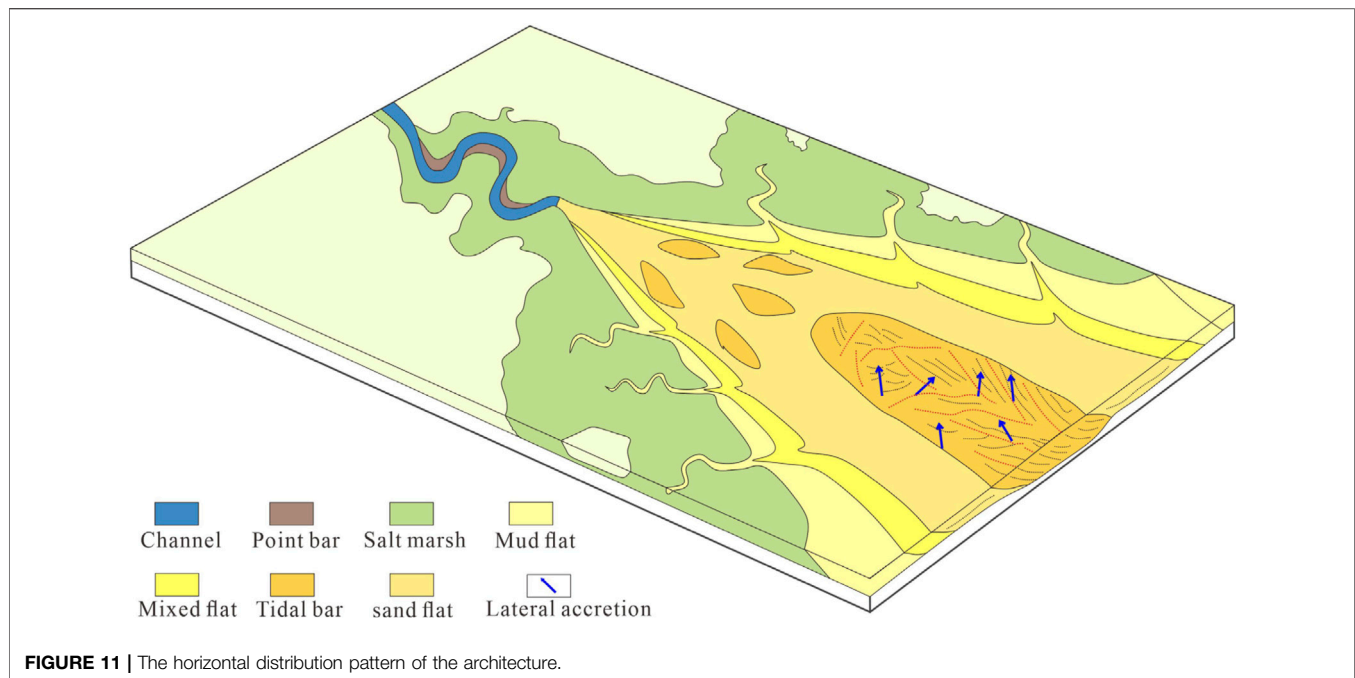 Channel Point bar Salt marsh Mud flat
Mixed flat Tidal bar sand flat Lateral accretion
FIGURE 11 | The horizontal distribution pattern of the architecture.